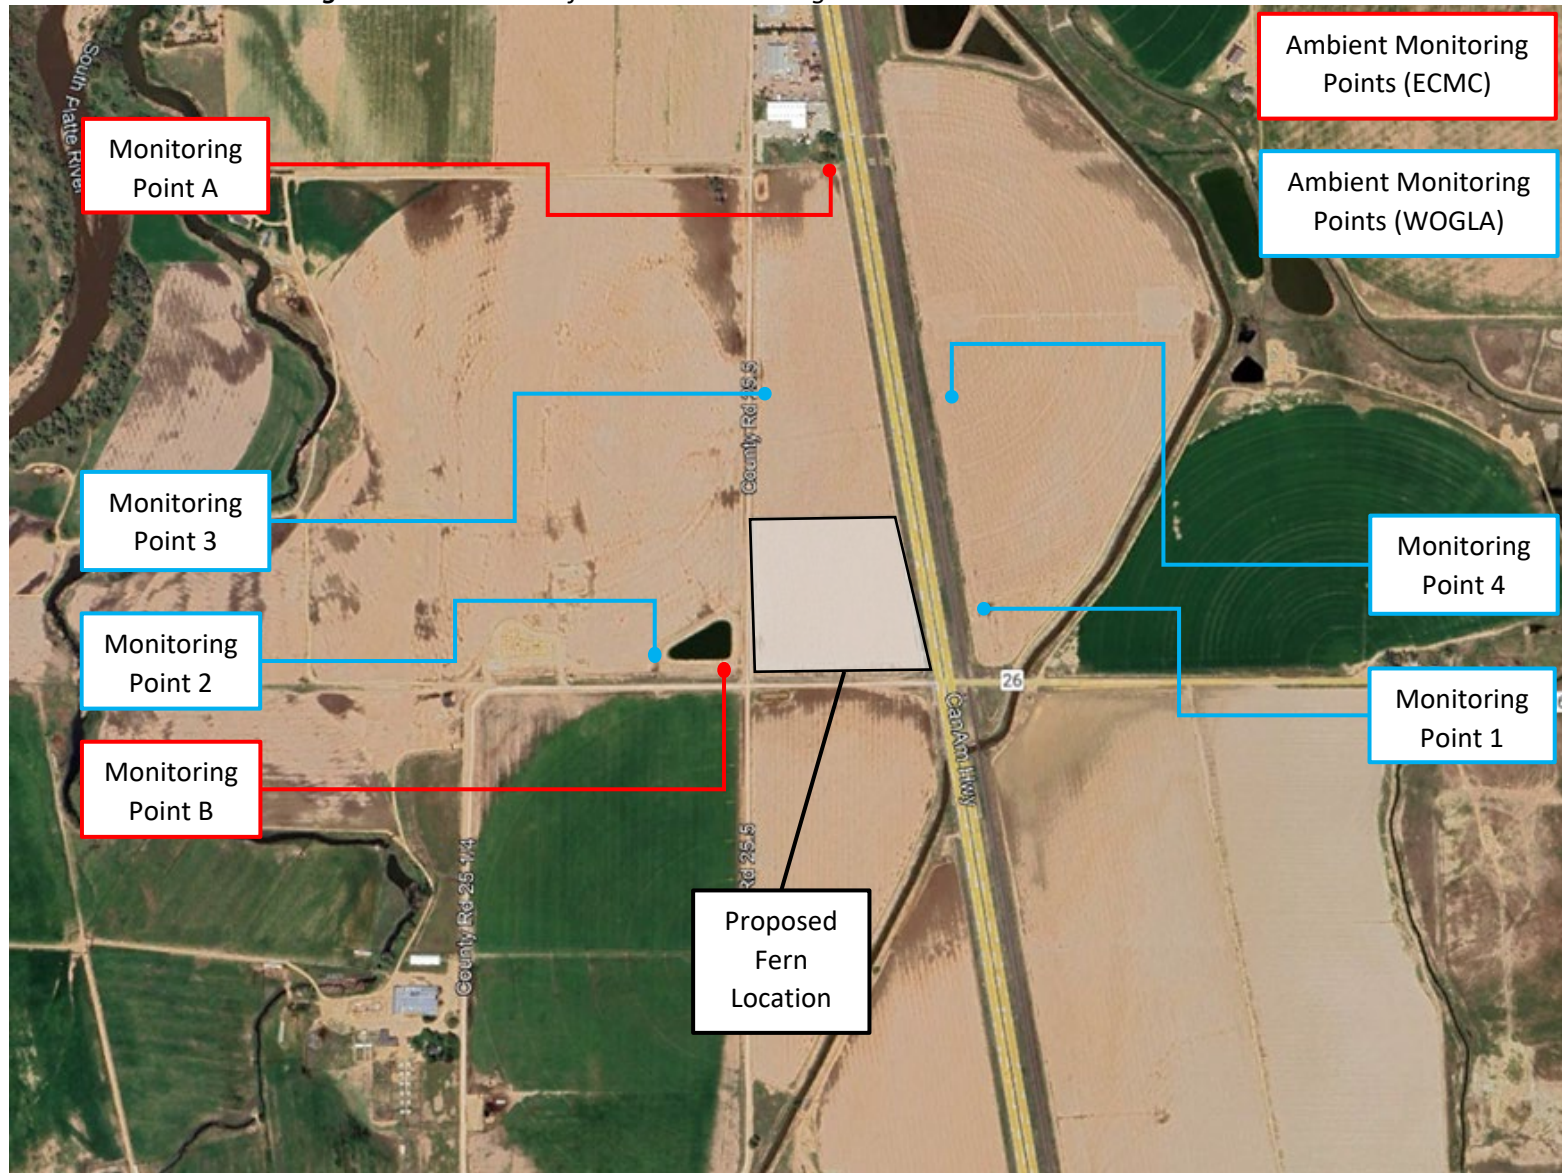 South Platte River
Ambient Monitoring
Points (ECMC)
Ambient Monitoring
Points (WOGLA)
Monitoring
Point A
County Rd 25.5
Monitoring
Point 3
Monitoring
Point 4
Monitoring
Point 2
26
Monitoring
Point 1
Can Am Hwy
Monitoring
Point B
County Rd 25 1/4
Rd 25.5
Proposed
Fern
Location